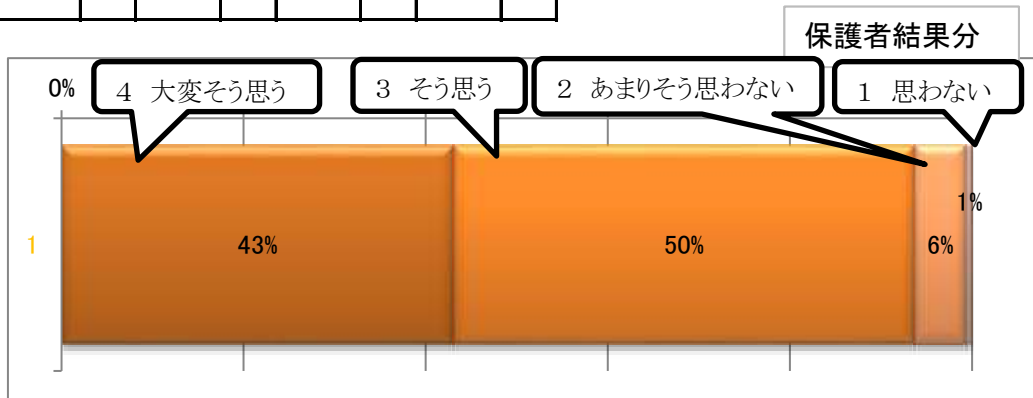 保護者結果分
0%
4 大変そう思う
3 そう思う
2 あまりそう思わない
1 思わない
1
43%
50%
6%
1%